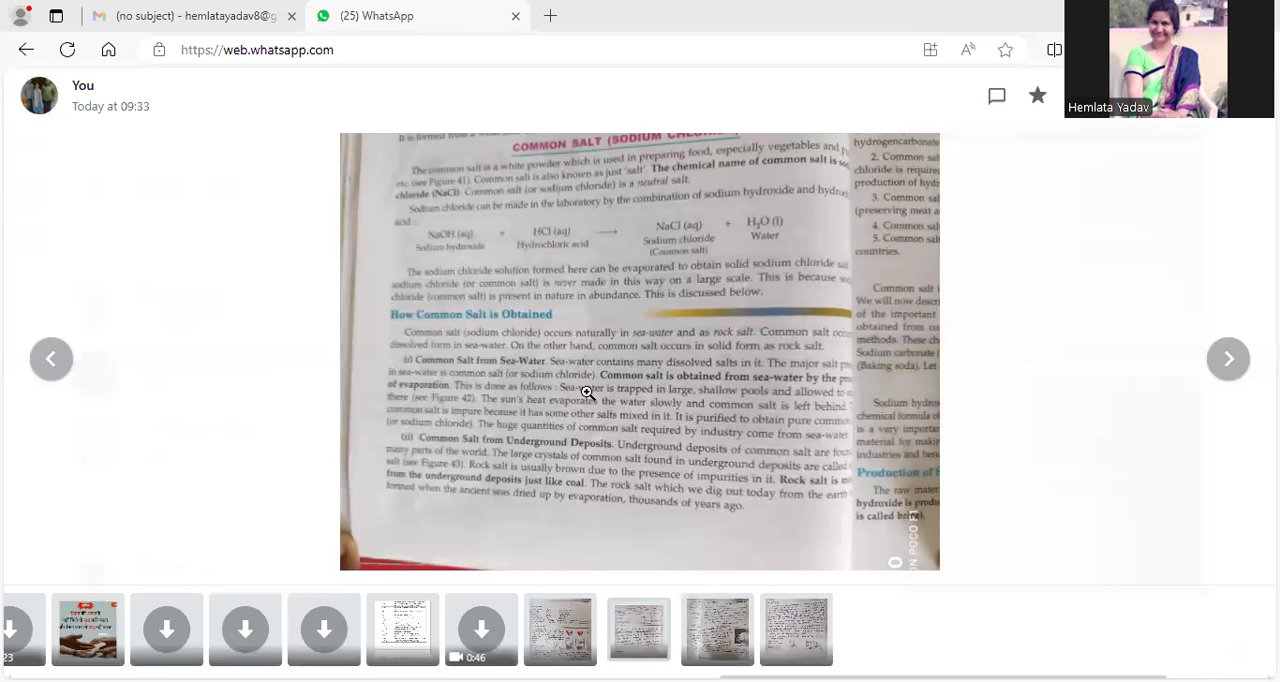 (no subject) - hemlatayadav8@g
(25) WhatsApp
https://web.whatsapp.com
You
Today at 09:33
Hemlata Yadav
It is formed from a
COMMON SALT (SODIUM
The common salt is a white powder which is used in preparing food, especially vegetables and
etc. (see Figure 41). Common salt is also known as just 'salt'. The chemical name of common salt is
chloride (NaCl). Common salt (or sodium chloride) is a neutral salt.
Sodium chloride can be made in the laboratory by the combination of sodium hydroxide and
acid :
NaOH (aq) + HCl (aq) ⟶ NaCl (aq) + H₂O (l)
Sodium hydroxide Hydrochloric acid Sodium chloride Water
(Common salt)
The sodium chloride solution formed here can be evaporated to obtain solid sodium chloride
sodium chloride (or common salt) is never made in this way on a large scale. This is because
chloride (common salt) is present in nature in abundance. This is discussed below.
How Common Salt is Obtained
Common salt (sodium chloride) occurs naturally in sea-water and as rock salt. Common salt
dissolved form in sea-water. On the other hand, common salt occurs in solid form as rock salt.
(i) Common Salt from Sea-Water. Sea-water contains many dissolved salts in it. The major salt
in sea-water is common salt (or sodium chloride). Common salt is obtained from sea-water by the
of evaporation. This is done as follows : Sea-water is trapped in large, shallow pools and allowed to
there (see Figure 42). The sun's heat evaporates the water slowly and common salt is left behind
common salt is impure because it has some other salts mixed in it. It is purified to obtain pure
(or sodium chloride). The huge quantities of common salt required by industry come from sea-water
(ii) Common Salt from Underground Deposits. Underground deposits of common salt are
many parts of the world. The large crystals of common salt found in underground deposits are called
salt (see Figure 43). Rock salt is usually brown due to the presence of impurities in it. Rock salt is
from the underground deposits just like coal. The rock salt which we dig out today from the earth
formed when the ancient seas dried up by evaporation, thousands of years ago.
hydrogencarbonate
2. Common
chloride is
production of
3. Common
(preserving meat
4. Common
5. Common
countries.
Common salt
We will now
of the important
obtained from
methods. These
Sodium carbonate
(Baking soda). Let
Sodium
chemical formula of
is a very
material for
industries and
Production of
The raw
hydroxide is
is called brine).
ON POCO
23
0:46